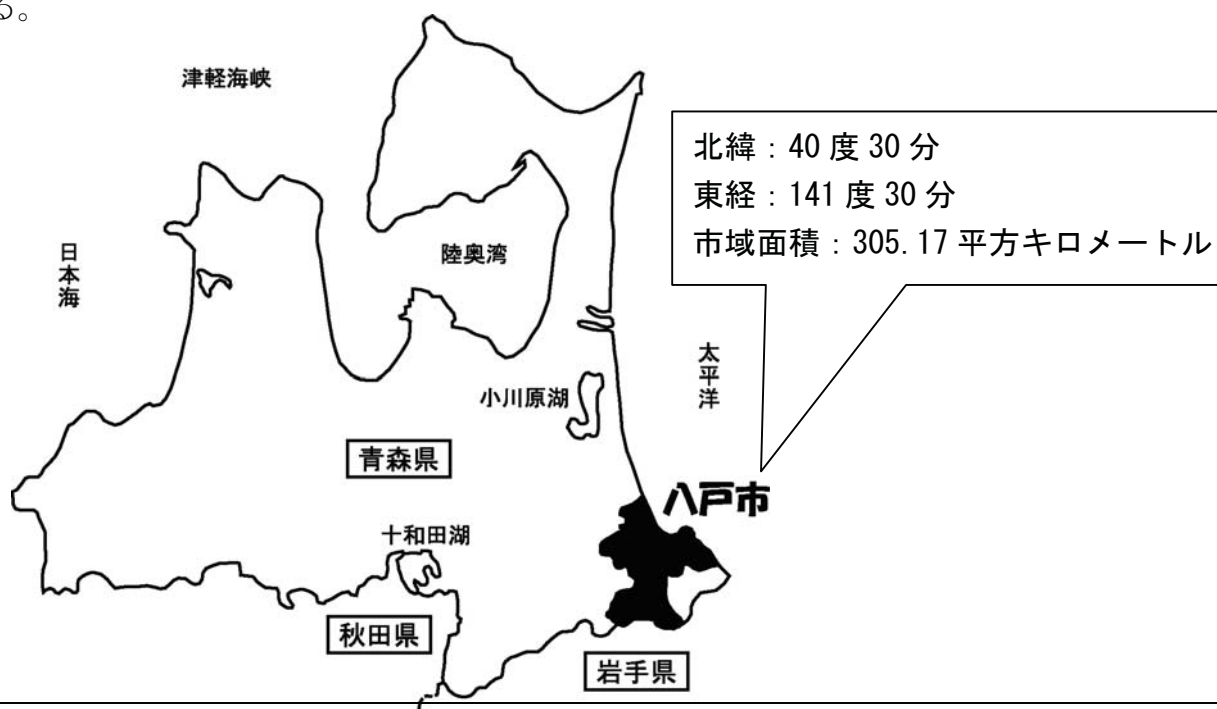 る。
津軽海峡
北緯：40 度 30 分
東経：141 度 30 分
市域面積：305.17 平方キロメートル
日本海
陸奥湾
太平洋
小川原湖
青森県
八戸市
十和田湖
秋田県
岩手県